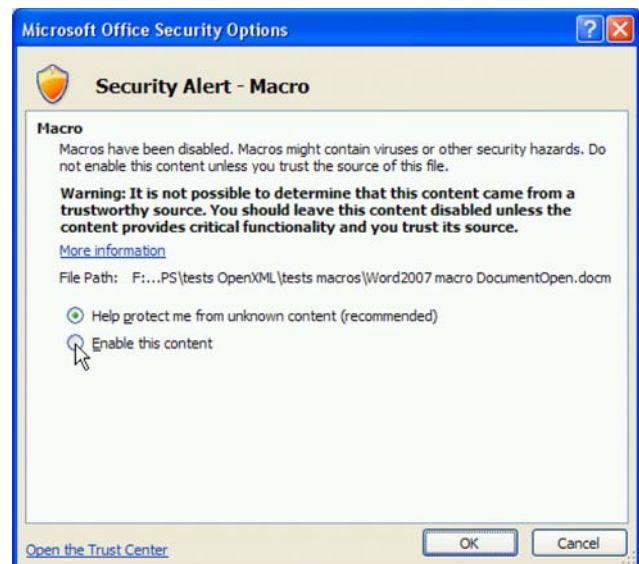 Microsoft Office Security Options
Security Alert - Macro
Macro
Macros have been disabled. Macros might contain viruses or other security hazards. Do
not enable this content unless you trust the source of this file.
Warning: It is not possible to determine that this content came from a
trustworthy source. You should leave this content disabled unless the
content provides critical functionality and you trust its source.
More information
File Path: F:...PS\tests OpenXML\tests macros\Word2007 macro DocumentOpen.docm
Help protect me from unknown content (recommended)
Enable this content
Open the Trust Center
OK
Cancel